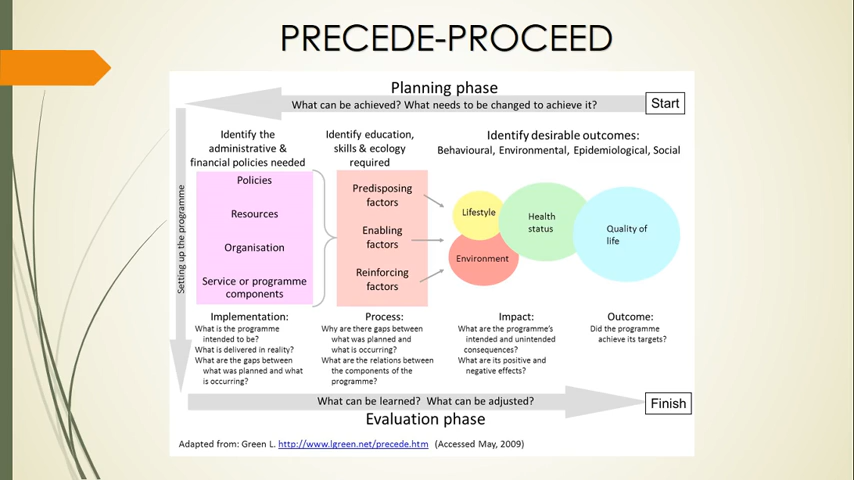 PRECEDE-PROCEED
Planning phase
What can be achieved? What needs to be changed to achieve it?
Start
Identify the
administrative &
financial policies needed
Identify education,
skills & ecology
required
Identify desirable outcomes:
Behavioural, Environmental, Epidemiological, Social
Setting up the programme
Policies
Resources
Organisation
Service or programme
components
Predisposing
factors
Enabling
factors
Reinforcing
factors
Lifestyle
Environment
Health
status
Quality of
life
Implementation:
What is the programme
intended to be?
What is delivered in reality?
What are the gaps between
what was planned and what
is occurring?
Process:
Why are there gaps between
what was planned and
what is occurring?
What are the relations between
the components of the
programme?
Impact:
What are the programme's
intended and unintended
consequences?
What are its positive and
negative effects?
Outcome:
Did the programme
achieve its targets?
What can be learned? What can be adjusted?
Finish
Evaluation phase
Adapted from: Green L. http://www.lgreen.net/precede.htm (Accessed May, 2009)